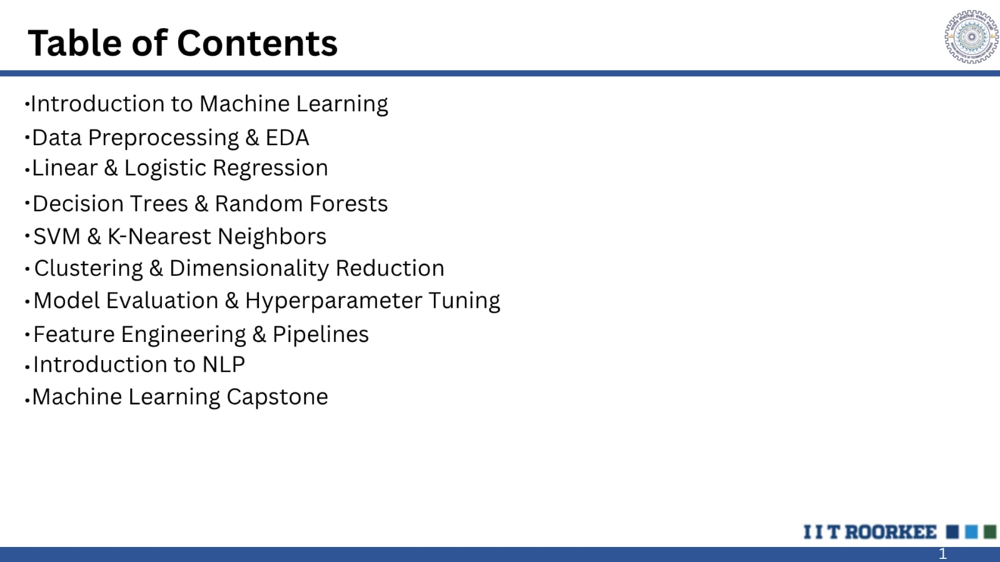 Table of Contents
•Introduction to Machine Learning
•Data Preprocessing & EDA
•Linear & Logistic Regression
•Decision Trees & Random Forests
•SVM & K-Nearest Neighbors
•Clustering & Dimensionality Reduction
•Model Evaluation & Hyperparameter Tuning
•Feature Engineering & Pipelines
•Introduction to NLP
•Machine Learning Capstone
I I T ROORKEE
1